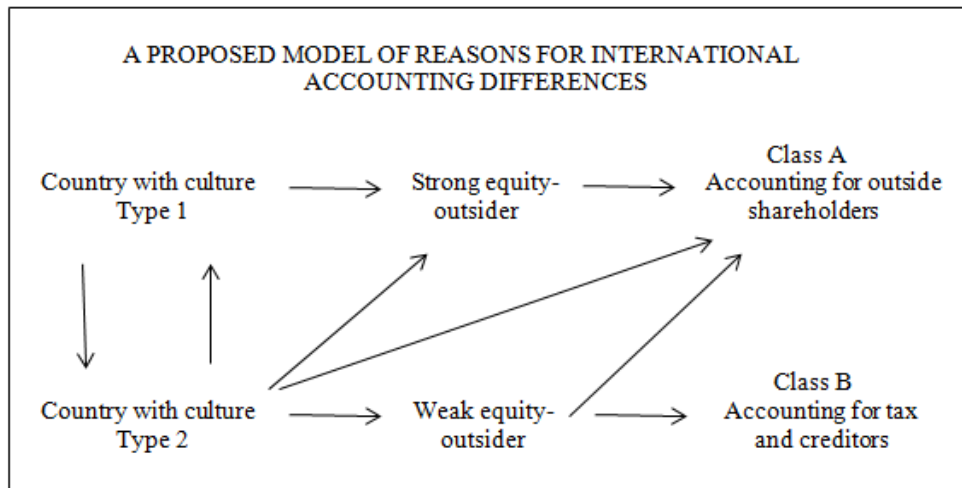 A PROPOSED MODEL OF REASONS FOR INTERNATIONAL
ACCOUNTING DIFFERENCES
Country with culture
Type 1
Strong equity-
outsider
Class A
Accounting for outside
shareholders
Country with culture
Type 2
Weak equity-
outsider
Class B
Accounting for tax
and creditors